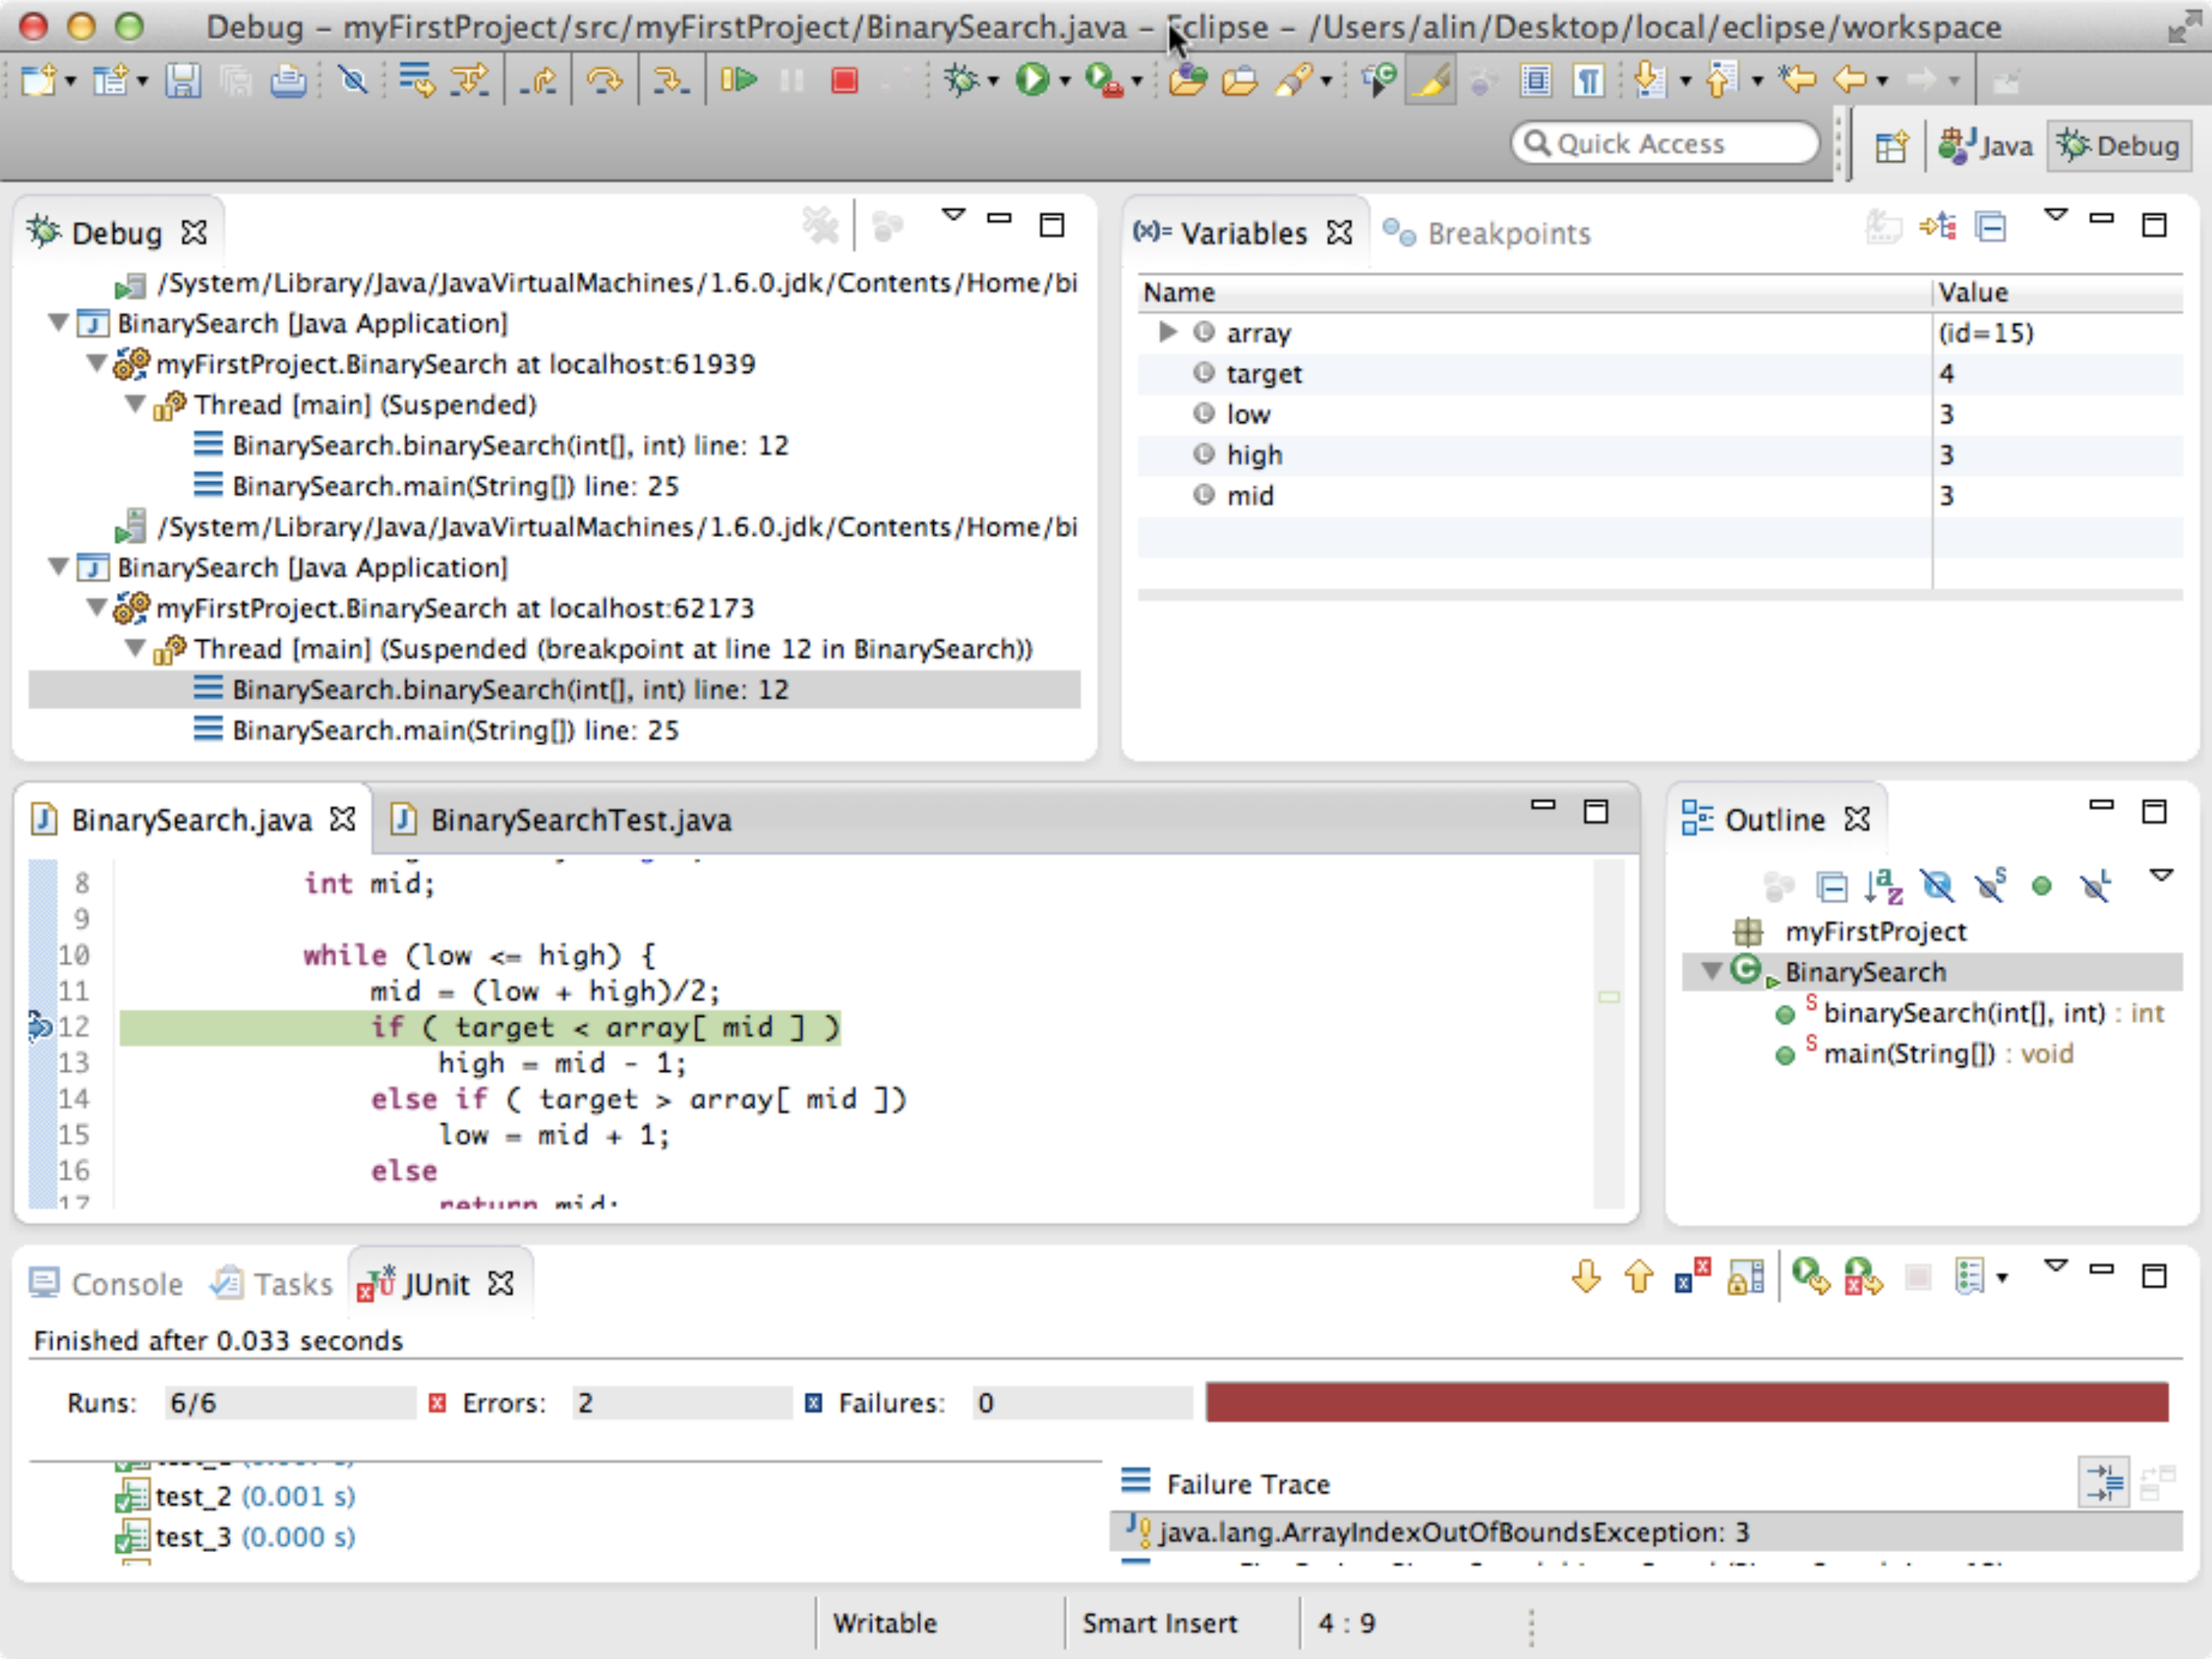 Debug – myFirstProject/src/myFirstProject/BinarySearch.java – Eclipse – /Users/alin/Desktop/local/eclipse/workspace
Quick Access
Java
Debug
Debug
/System/Library/Java/JavaVirtualMachines/1.6.0.jdk/Contents/Home/bi
BinarySearch [Java Application]
myFirstProject.BinarySearch at localhost:61939
Thread [main] (Suspended)
BinarySearch.binarySearch(int[], int) line: 12
BinarySearch.main(String[]) line: 25
/System/Library/Java/JavaVirtualMachines/1.6.0.jdk/Contents/Home/bi
BinarySearch [Java Application]
myFirstProject.BinarySearch at localhost:62173
Thread [main] (Suspended (breakpoint at line 12 in BinarySearch))
BinarySearch.binarySearch(int[], int) line: 12
BinarySearch.main(String[]) line: 25
(x)= Variables
Breakpoints
Name Value
array (id=15)
target 4
low 3
high 3
mid 3
BinarySearch.java
BinarySearchTest.java
8 int mid;
9
10 while (low <= high) {
11 mid = (low + high)/2;
12 if ( target < array[ mid ] )
13 high = mid - 1;
14 else if ( target > array[ mid ])
15 low = mid + 1;
16 else
17 return mid;
Outline
myFirstProject
BinarySearch
binarySearch(int[], int) : int
main(String[]) : void
Console
Tasks
JUnit
Finished after 0.033 seconds
Runs: 6/6 Errors: 2 Failures: 0
test_2 (0.001 s)
test_3 (0.000 s)
Failure Trace
java.lang.ArrayIndexOutOfBoundsException: 3
Writable
Smart Insert
4 : 9